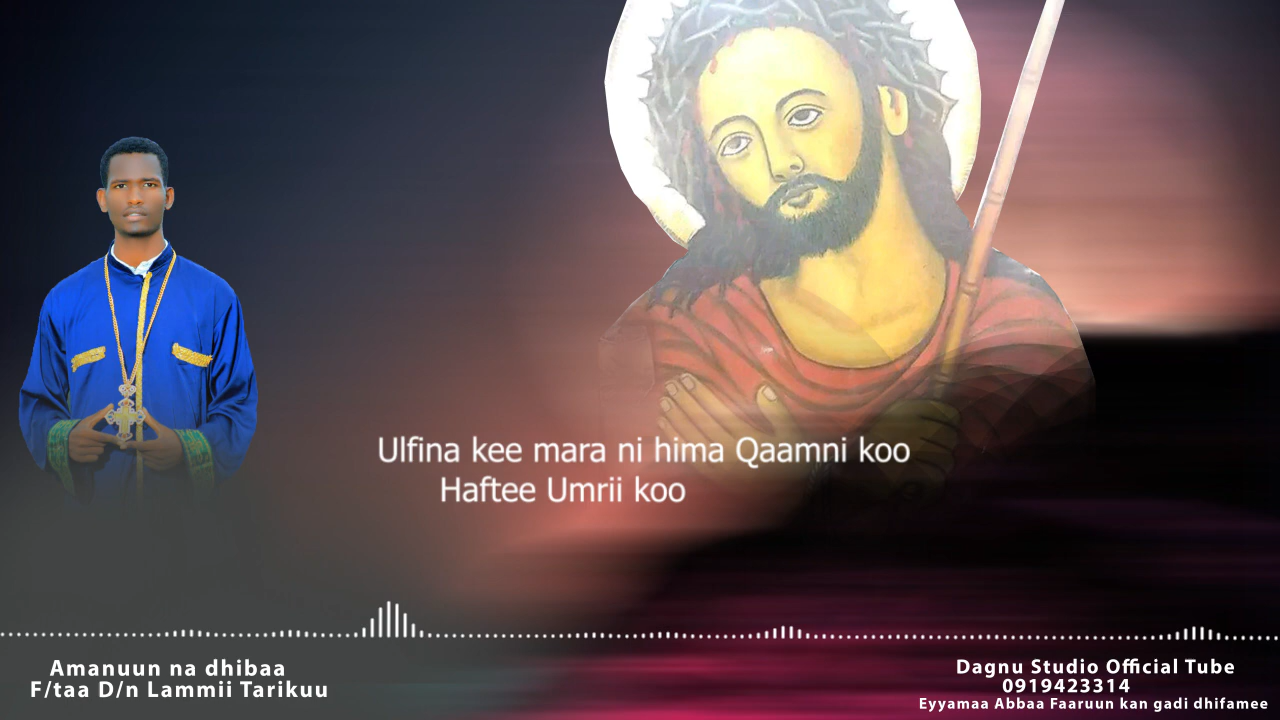 Ulfina kee mara ni hima Qaamni koo
Haftee Umrii koo
Amanuun na dhibaa
F/taa D/n Lammii Tarikuu
Dagnu Studio Official Tube
0919423314
Eyyamaa Abbaa Faaruun kan gadi dhifamee